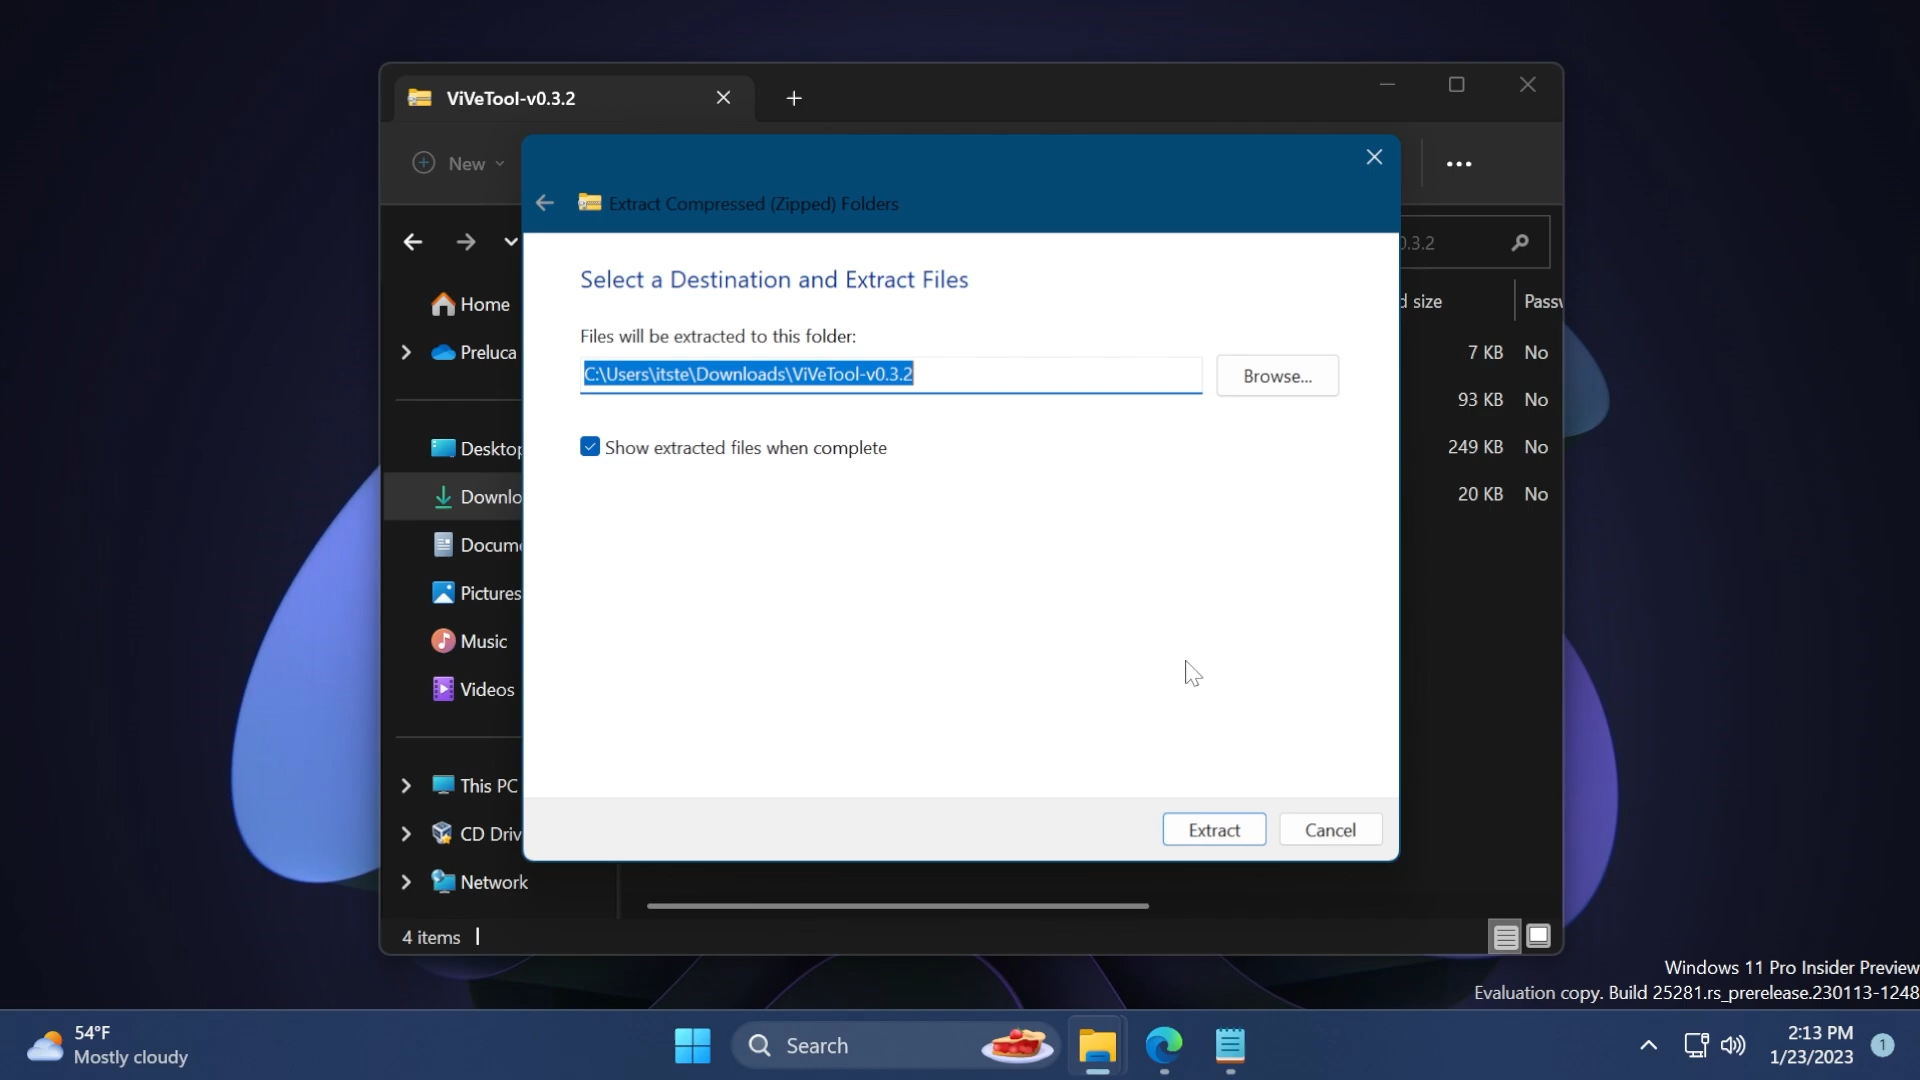 ViVeTool-v0.3.2
New
Extract Compressed (Zipped) Folders
0.3.2
Select a Destination and Extract Files
Home
d size
Passw
Files will be extracted to this folder:
Preluca
7 KB No
C:\Users\itste\Downloads\ViVeTool-v0.3.2
Browse...
93 KB No
Desktop
Show extracted files when complete
249 KB No
Downlo
20 KB No
Docume
Pictures
Music
Videos
This PC
CD Driv
Extract
Cancel
Network
4 items
Windows 11 Pro Insider Preview
Evaluation copy. Build 25281.rs_prerelease.230113-1248
54°F
Mostly cloudy
Search
2:13 PM
1/23/2023
1